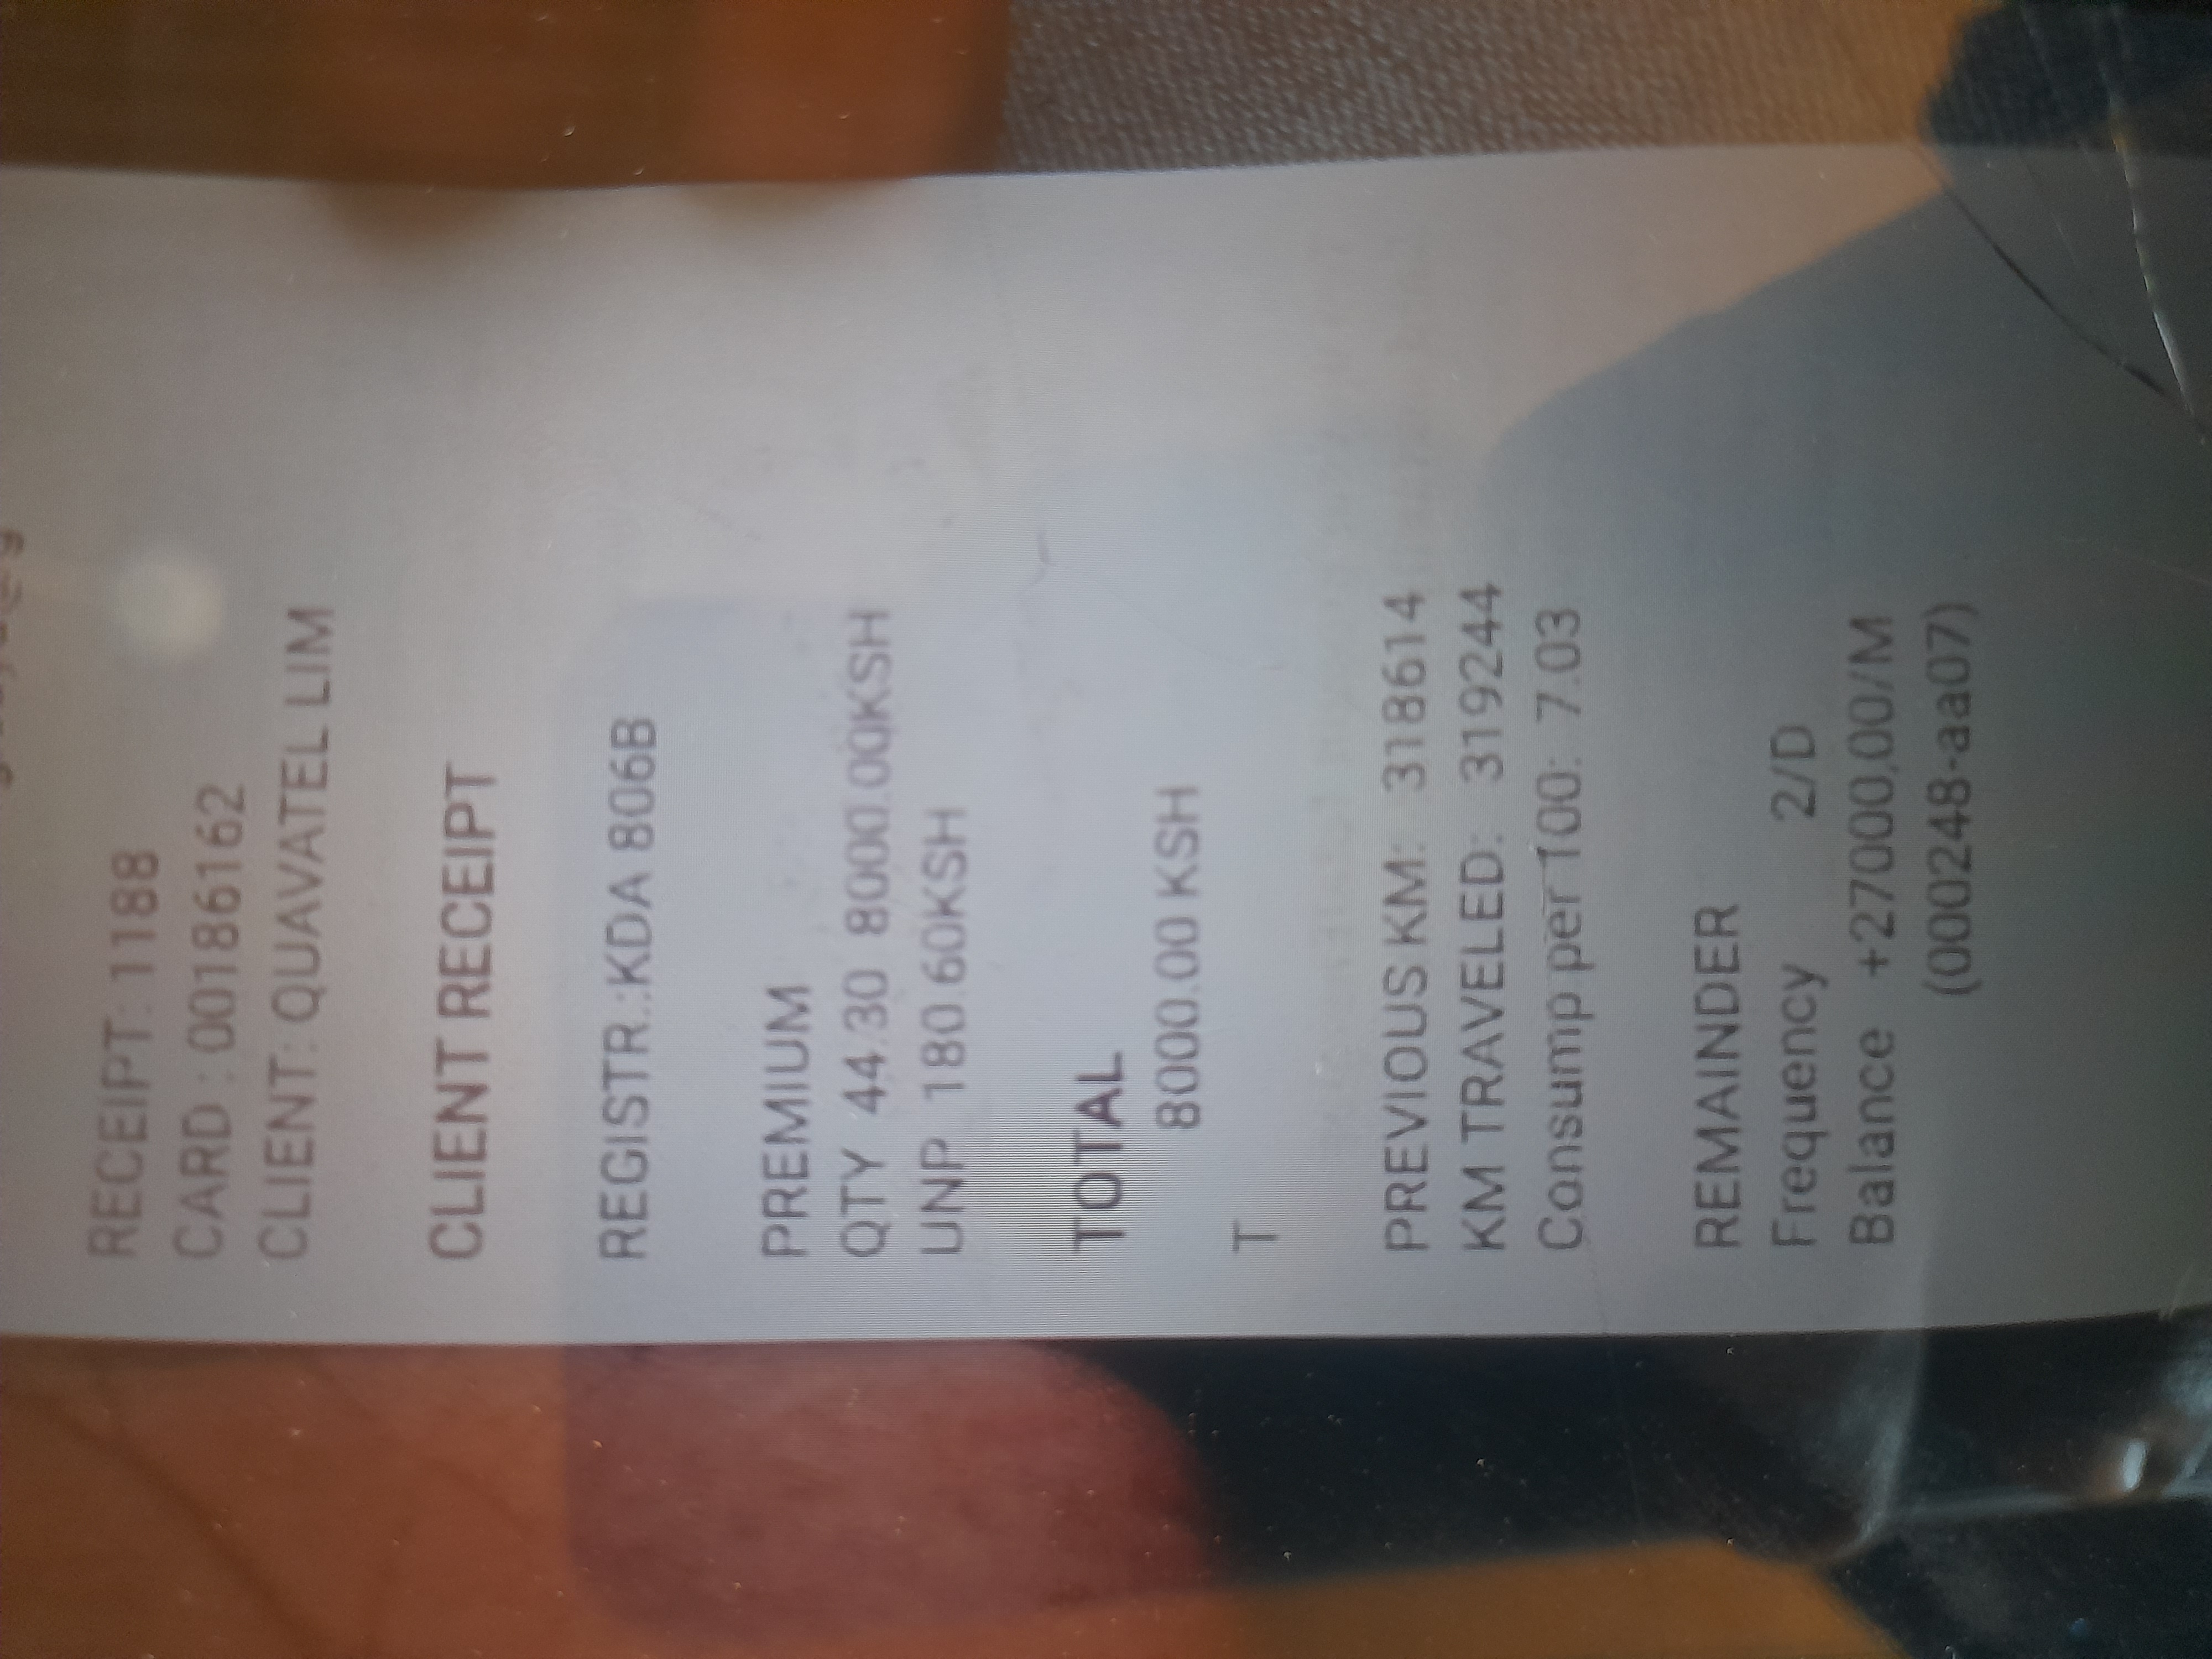 RECEIPT: 1188
CARD : 00186162
CLIENT: QUAVATEL LIM
CLIENT RECEIPT
REGISTR.:KDA 806B
PREMIUM
QTY 44.30 8000.00KSH
UNP 180.60KSH
TOTAL
8000.00 KSH
T
PREVIOUS KM: 318614
KM TRAVELED: 319244
Consump per 100: 7.03
REMAINDER
Frequency 2/D
Balance +27000,00/M
(000248-aa07)